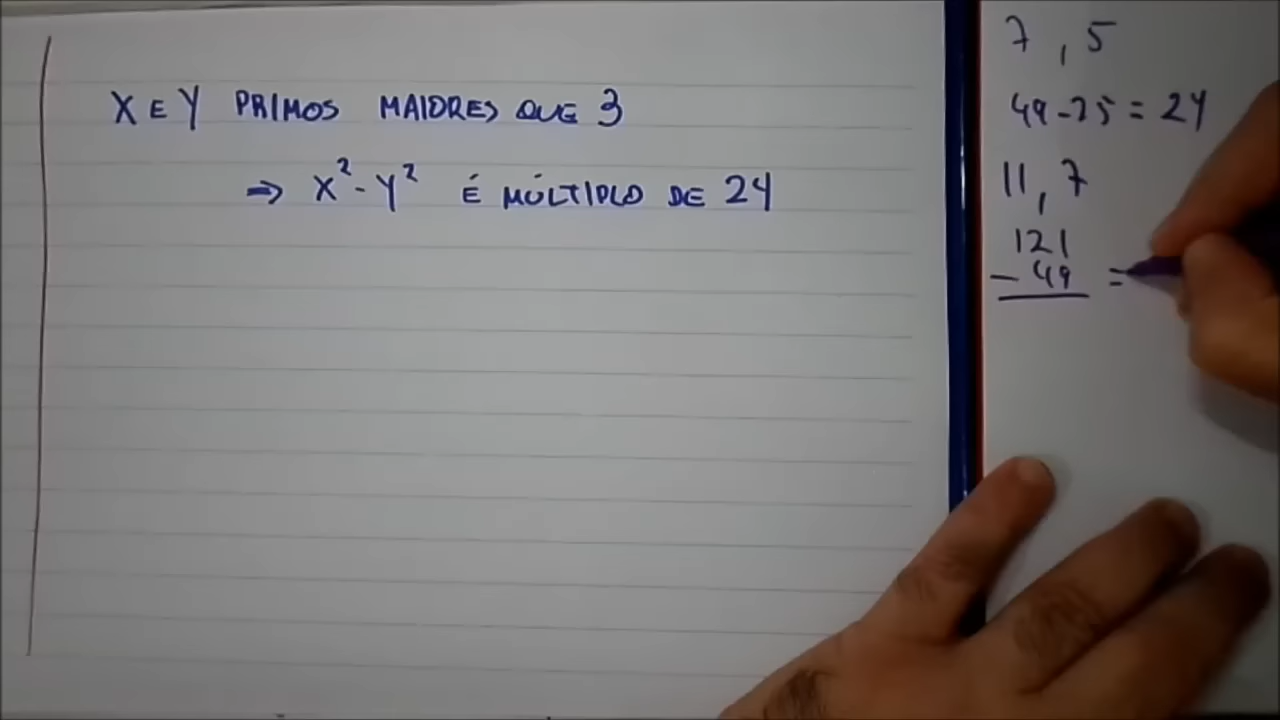 X E Y PRIMOS MAIORES QUE 3
⇒ X² - Y² É MÚLTIPLO DE 24
7 , 5
49 - 25 = 24
11 , 7
121
- 49 =